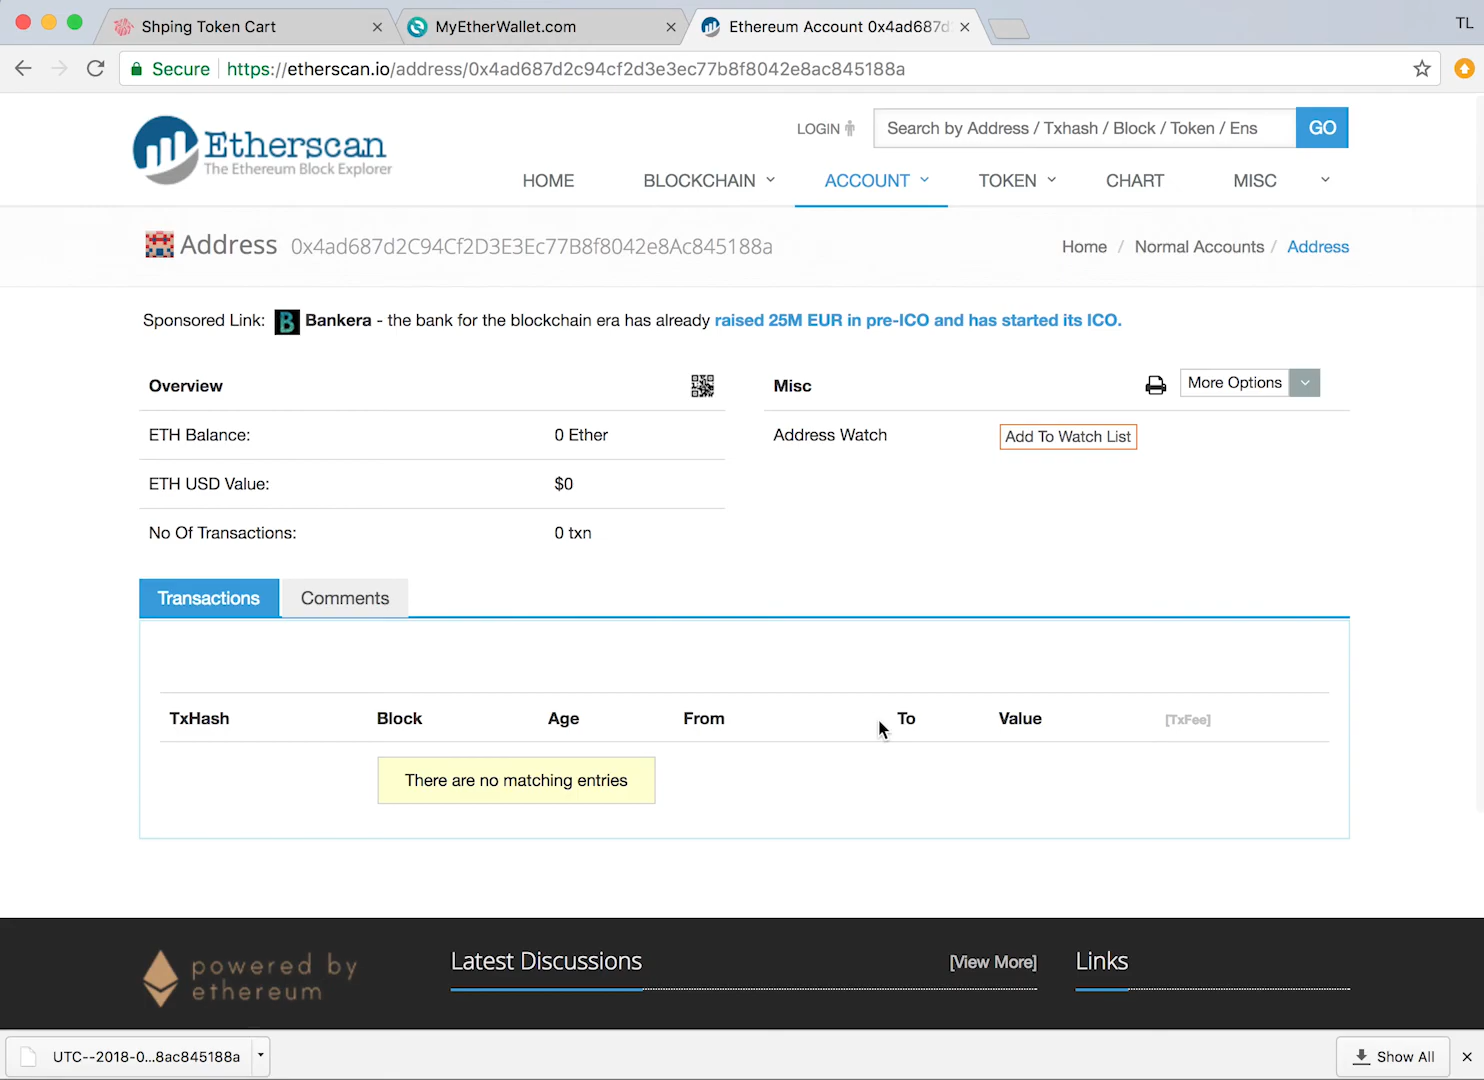 Shping Token Cart
MyEtherWallet.com
Ethereum Account 0x4ad687d
TL
Secure
https://etherscan.io/address/0x4ad687d2c94cf2d3e3ec77b8f8042e8ac845188a
Etherscan
The Ethereum Block Explorer
LOGIN
Search by Address / Txhash / Block / Token / Ens
GO
HOME
BLOCKCHAIN
ACCOUNT
TOKEN
CHART
MISC
Address 0x4ad687d2C94Cf2D3E3Ec77B8f8042e8Ac845188a
Home / Normal Accounts / Address
Sponsored Link: B Bankera - the bank for the blockchain era has already raised 25M EUR in pre-ICO and has started its ICO.
Overview
Misc
More Options
ETH Balance: 0 Ether
Address Watch
Add To Watch List
ETH USD Value: $0
No Of Transactions: 0 txn
Transactions
Comments
TxHash Block Age From To Value [TxFee]
There are no matching entries
powered by
ethereum
Latest Discussions
[View More]
Links
UTC--2018-0...8ac845188a
Show All